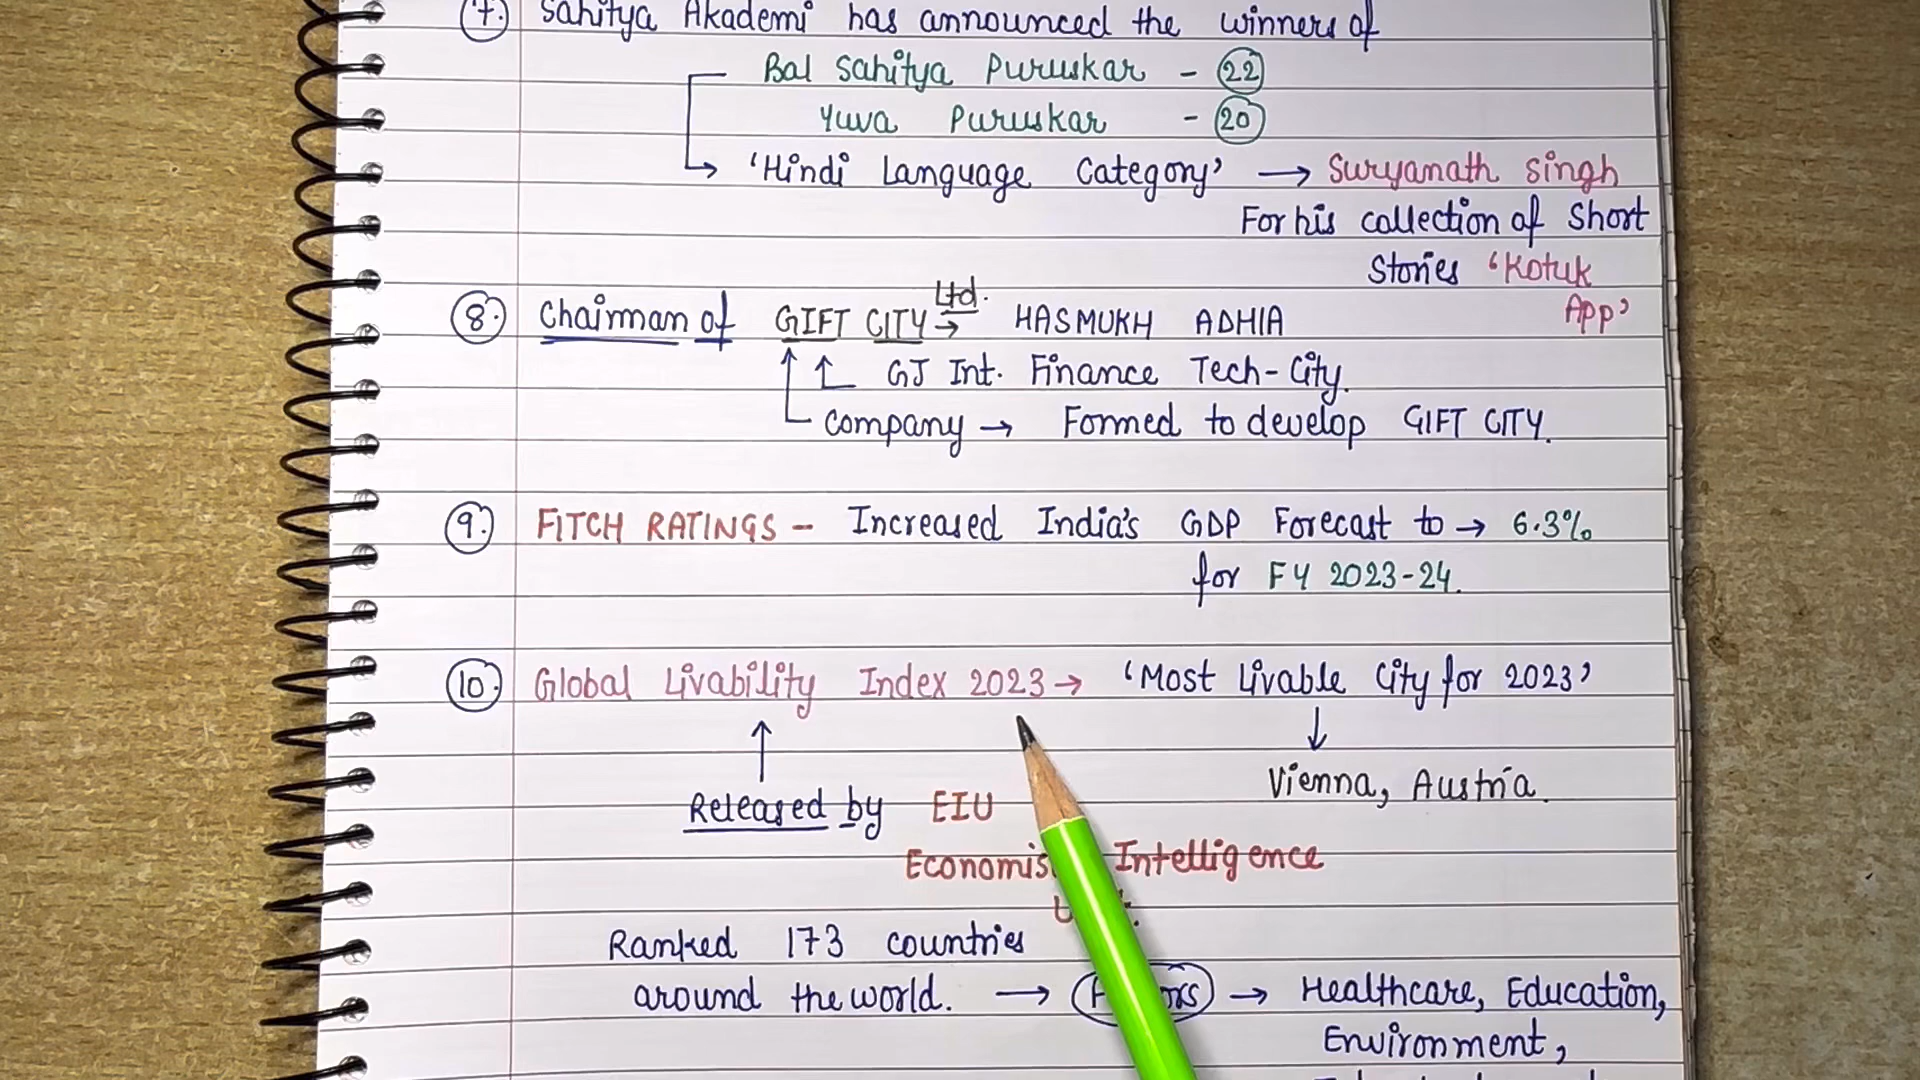 7. Sahitya Akademi has announced the winners of
Bal Sahitya Puruskar - 22
Yuva Puruskar - 20
'Hindi Language Category' → Suryanath Singh
For his collection of Short
Stories 'Kotuk
App'
8. Chairman of GIFT CITY Ltd. → HASMUKH ADHIA
GJ Int. Finance Tech-City.
Company → Formed to develop GIFT CITY.
9. FITCH RATINGS - Increased India's GDP Forecast to → 6.3%
for FY 2023-24.
10. Global Livability Index 2023 → 'Most Livable City for 2023'
Vienna, Austria.
Released by EIU
Intelligence
Ranked 173 countries
around the world. → → Healthcare, Education,
Environment,